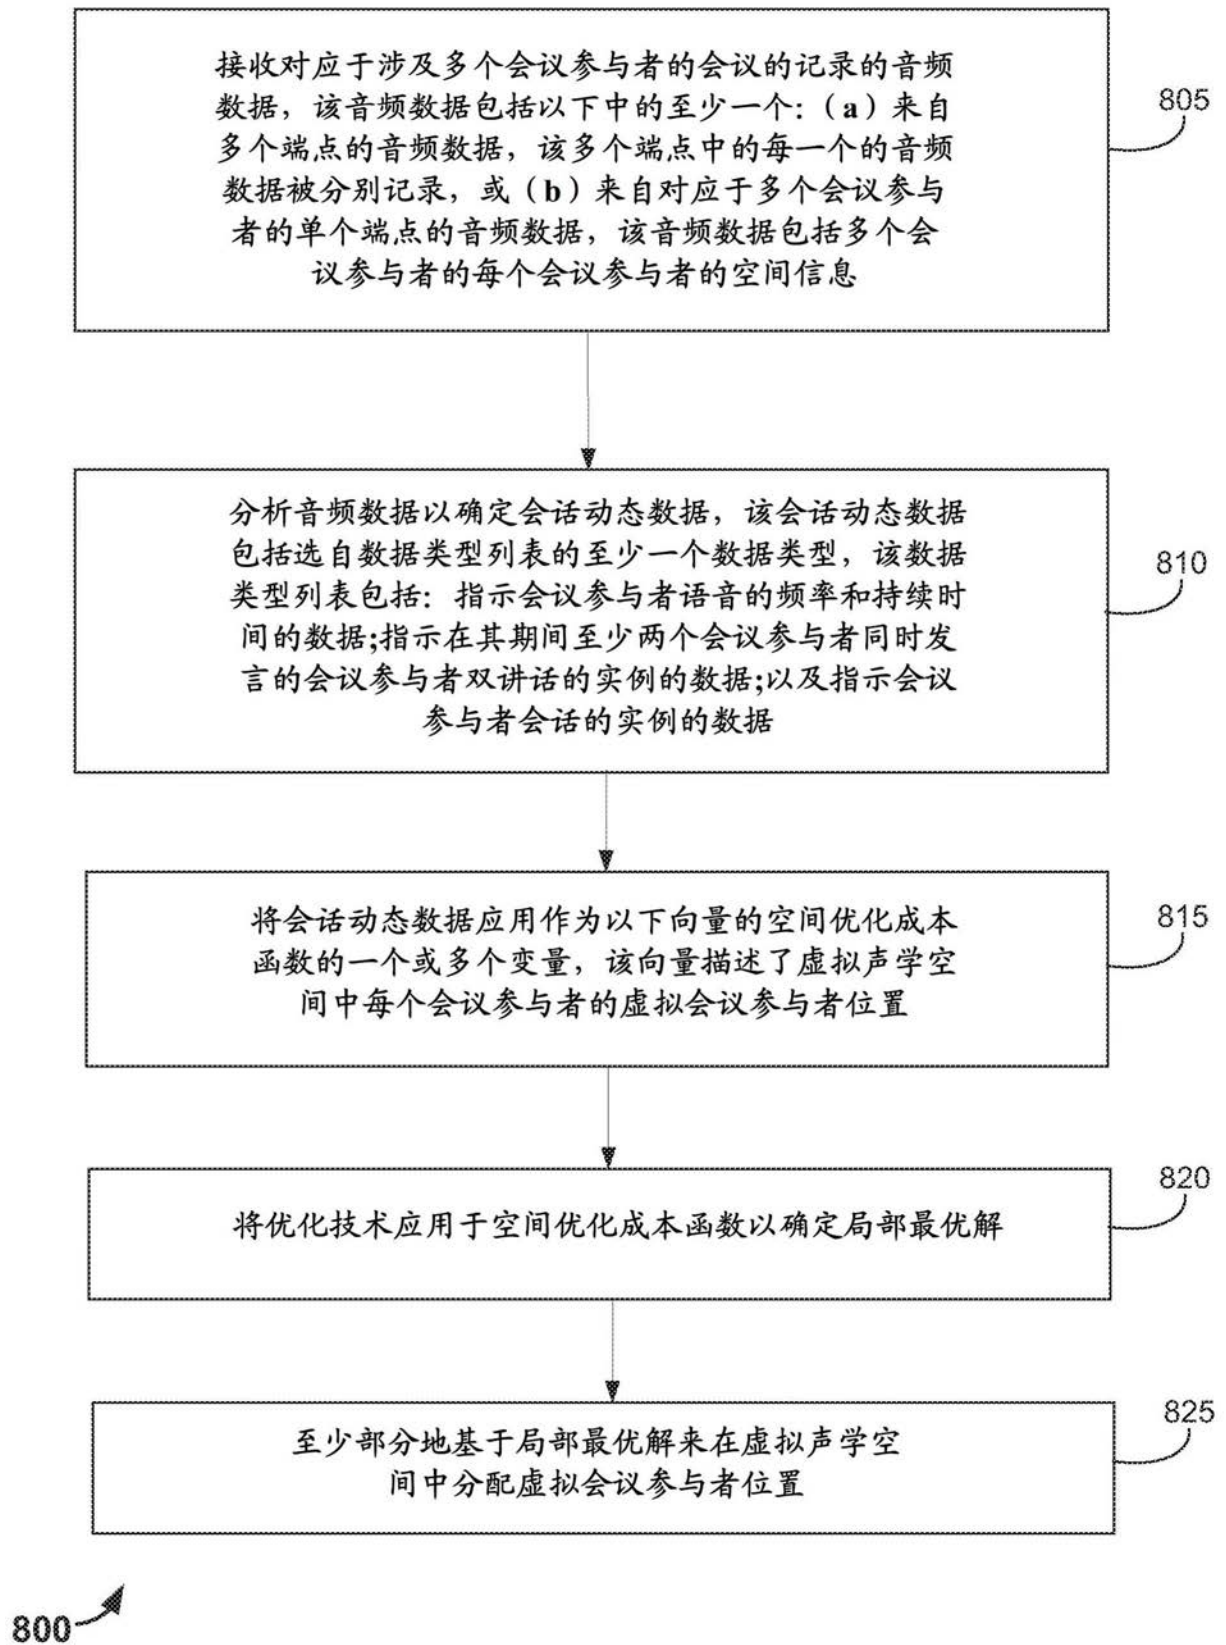 接收对应于涉及多个会议参与者的会议的记录的音频
数据，该音频数据包括以下中的至少一个：（a）来自
多个端点的音频数据，该多个端点中的每一个的音频
数据被分别记录，或（b）来自对应于多个会议参与
者的单个端点的音频数据，该音频数据包括多个会
议参与者的每个会议参与者的空间信息
805
分析音频数据以确定会话动态数据，该会话动态数据
包括选自数据类型列表的至少一个数据类型，该数据
类型列表包括：指示会议参与者语音的频率和持续时
间的数据;指示在其期间至少两个会议参与者同时发
言的会议参与者双讲话的实例的数据;以及指示会议
参与者会话的实例的数据
810
将会话动态数据应用作为以下向量的空间优化成本
函数的一个或多个变量，该向量描述了虚拟声学空
间中每个会议参与者的虚拟会议参与者位置
815
将优化技术应用于空间优化成本函数以确定局部最优解
820
至少部分地基于局部最优解来在虚拟声学空
间中分配虚拟会议参与者位置
825
800